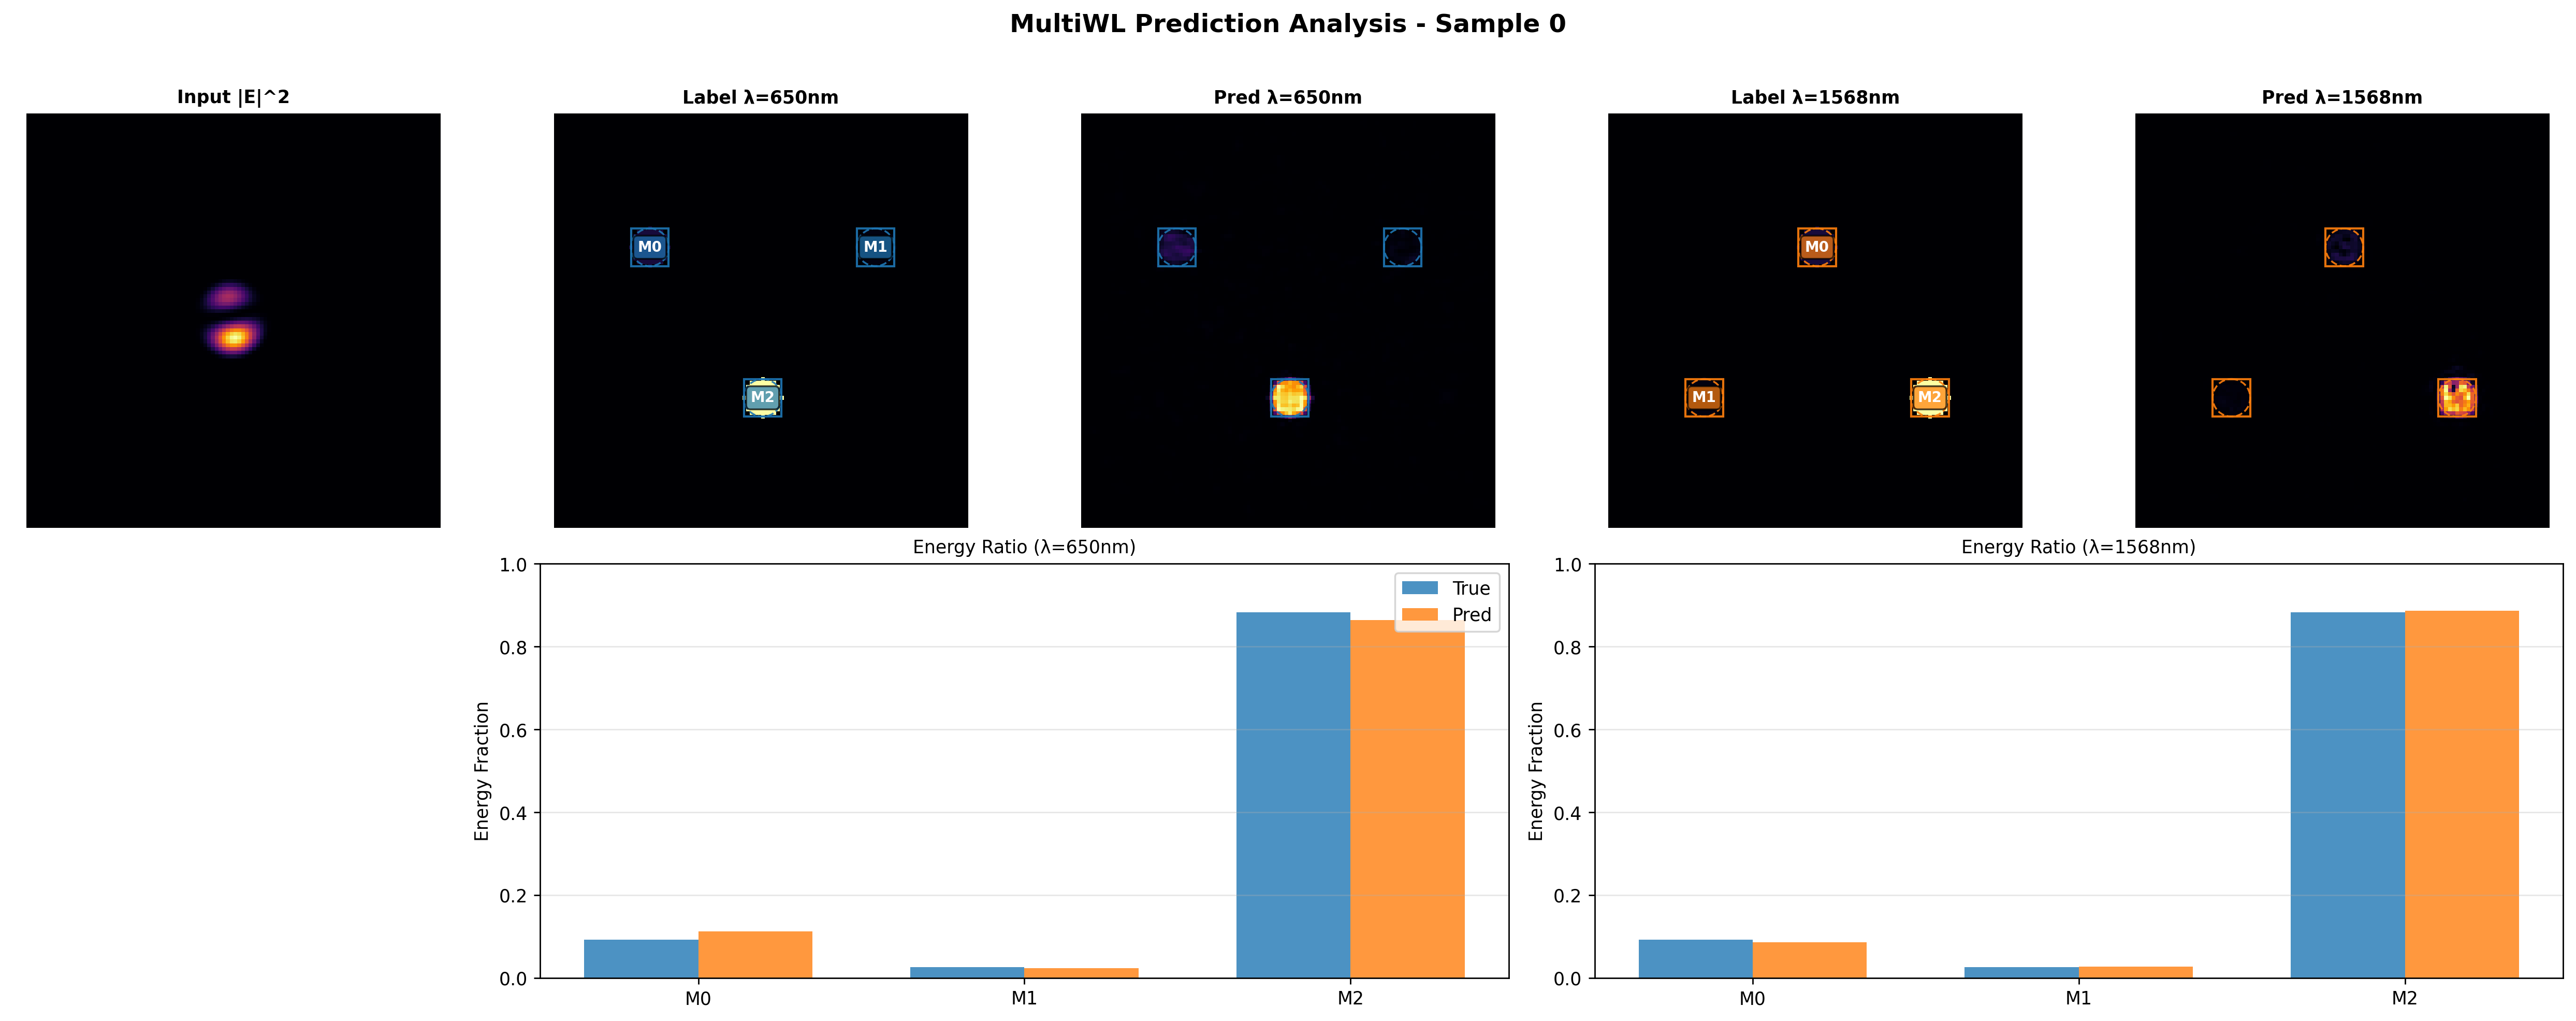 MultiWL Prediction Analysis - Sample 0
Input |E|^2
Label λ=650nm
Pred λ=650nm
Label λ=1568nm
Pred λ=1568nm
M0
M1
M2
M0
M1
M2
Energy Ratio (λ=650nm)
1.0
0.8
0.6
0.4
0.2
0.0
Energy Fraction
True
Pred
M0
M1
M2
Energy Ratio (λ=1568nm)
1.0
0.8
0.6
0.4
0.2
0.0
Energy Fraction
M0
M1
M2